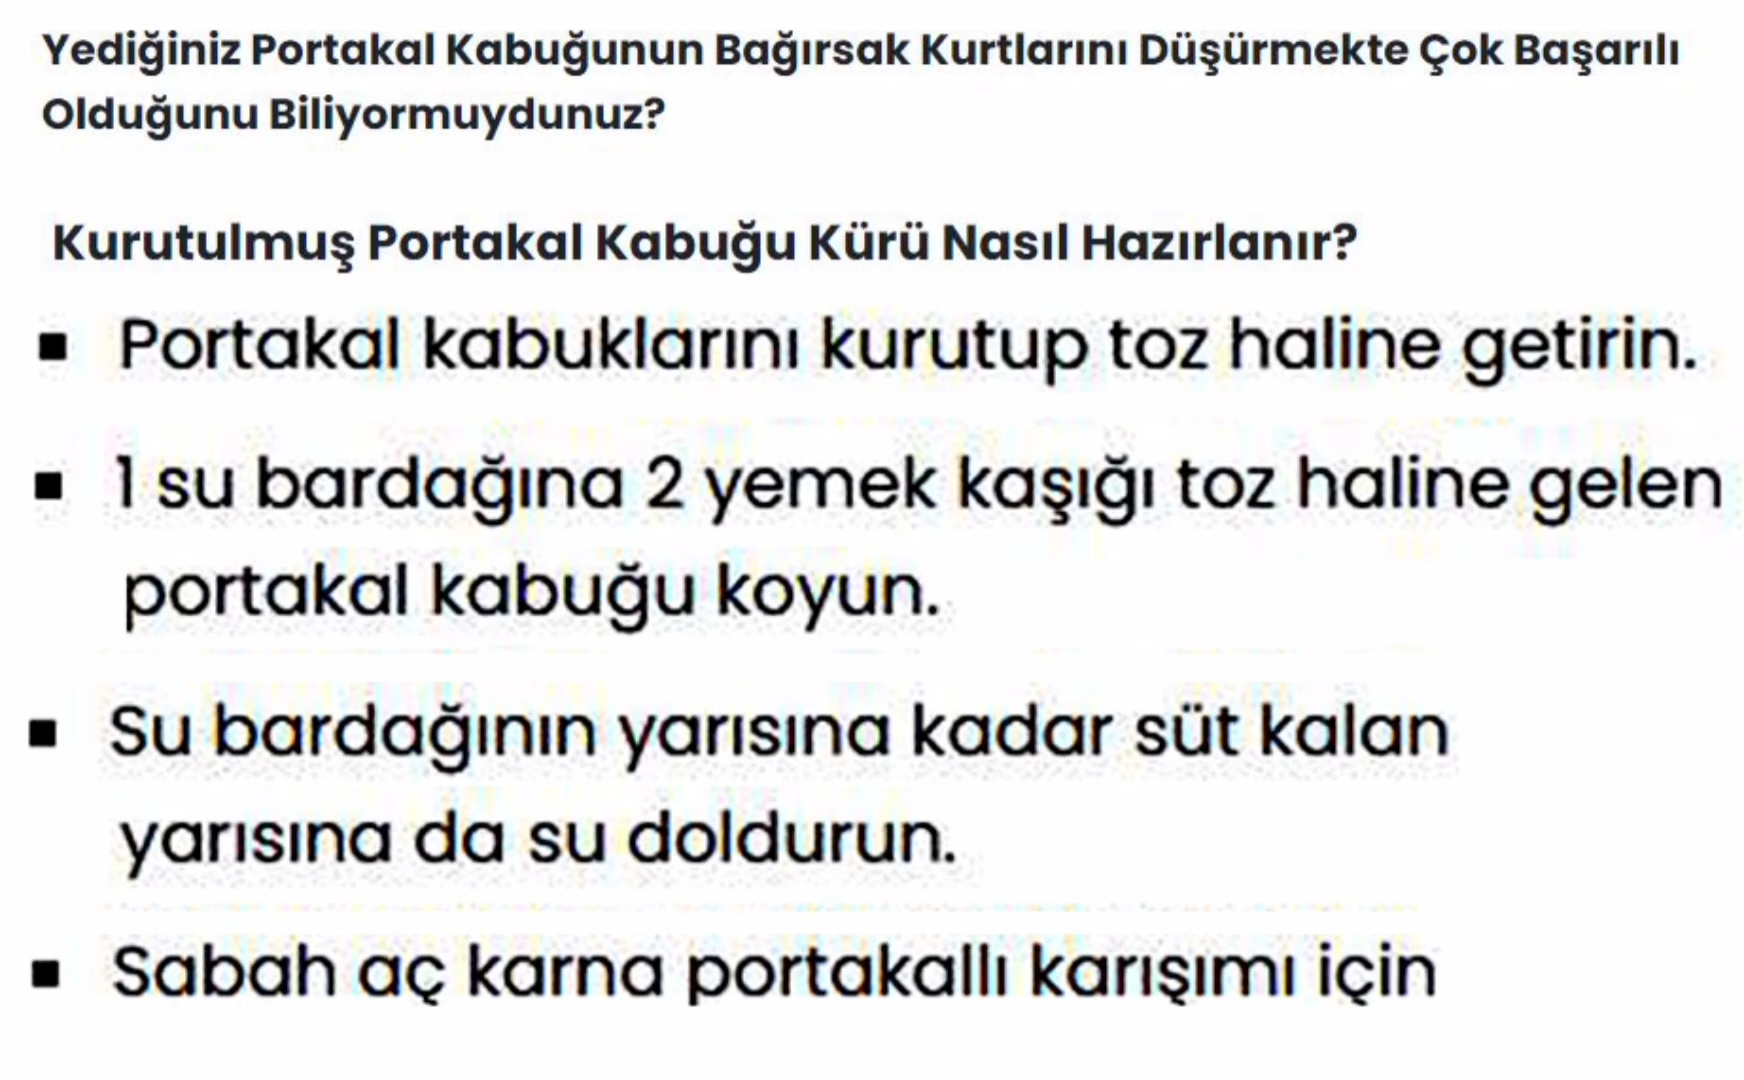 Yediğiniz Portakal Kabuğunun Bağırsak Kurtlarını Düşürmekte Çok Başarılı
Olduğunu Biliyormuydunuz?
Kurutulmuş Portakal Kabuğu Kürü Nasıl Hazırlanır?
▪ Portakal kabuklarını kurutup toz haline getirin.
▪ 1 su bardağına 2 yemek kaşığı toz haline gelen
portakal kabuğu koyun.
▪ Su bardağının yarısına kadar süt kalan
yarısına da su doldurun.
▪ Sabah aç karna portakallı karışımı için